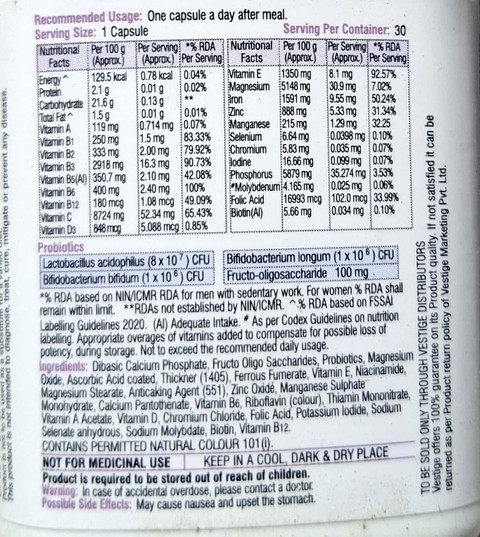 Recommended Usage: One capsule a day after meal.
Serving Size: 1 Capsule Serving Per Container: 30
Nutritional Facts Per 100 g (Approx.) Per Serving (Approx.) *% RDA Per Serving
Energy^ 129.5 kcal 0.78 kcal 0.04%
Protein 2.1 g 0.01 g 0.02%
Carbohydrate 21.6 g 0.13 g **
Total Fat^ 1.5 g 0.01 g 0.01%
Vitamin A 119 mg 0.714 mg 0.07%
Vitamin B1 250 mg 1.5 mg 83.33%
Vitamin B2 333 mg 2.00 mg 79.92%
Vitamin B3 2918 mg 16.3 mg 90.73%
Vitamin B5(AI) 350.7 mg 2.10 mg 42.08%
Vitamin B6 400 mg 2.40 mg 100%
Vitamin B12 180 mcg 1.08 mcg 49.09%
Vitamin C 8724 mg 52.34 mg 65.43%
Vitamin D3 848 mcg 5.088 mcg 0.85%
Nutritional Facts Per 100 g (Approx.) Per Serving (Approx.) *% RDA Per Serving
Vitamin E 1350 mg 8.1 mg 92.57%
Magnesium 5148 mg 30.9 mg 7.02%
Iron 1591 mg 9.55 mg 50.24%
Zinc 888 mg 5.33 mg 31.34%
Manganese 215 mg 1.29 mg 32.25
Selenium 6.64 mg 0.0398 mg 0.10%
Chromium 5.83 mg 0.035 mg 0.07%
Iodine 16.66 mg 0.099 mg 0.07%
Phosphorus 5879 mg 35.274 mg 3.53%
#Molybdenum 4.165 mg 0.025 mg 0.06%
Folic Acid 16993 mcg 102.0 mcg 33.99%
Biotin(AI) 5.66 mg 0.034 mg 0.10%
Probiotics
Lactobacillus acidophilus (8 x 10⁷) CFU Bifidobacterium longum (1 x 10⁶) CFU
Bifidobacterium bifidum (1 x 10⁶) CFU Fructo-oligosaccharide 100 mg
*% RDA based on NIN/ICMR RDA for men with sedentary work. For women % RDA shall
remain within limit. **RDAs not established by NIN/ICMR. ^% RDA based on FSSAI
Labelling Guidelines 2020. (AI) Adequate Intake. # As per Codex Guidelines on nutrition
labelling. Appropriate overages of vitamins added to compensate for possible loss of
potency, during storage. Not to exceed the recommended daily usage.
Ingredients: Dibasic Calcium Phosphate, Fructo Oligo Saccharides, Probiotics, Magnesium
Oxide, Ascorbic Acid coated, Thickner (1405), Ferrous Fumerate, Vitamin E, Niacinamide,
Magnesium Stearate, Anticaking Agent (551), Zinc Oxide, Manganese Sulphate
Monohydrate, Calcium Pantothenate, Vitamin B6, Riboflavin (colour), Thiamin Mononitrate,
Vitamin A Acetate, Vitamin D, Chromium Chloride, Folic Acid, Potassium Iodide, Sodium
Selenate anhydrous, Sodium Molybdate, Biotin, Vitamin B12.
CONTAINS PERMITTED NATURAL COLOUR 101(i).
NOT FOR MEDICINAL USE KEEP IN A COOL, DARK & DRY PLACE
Product is required to be stored out of reach of children.
Warning: In case of accidental overdose, please contact a doctor.
Possible Side Effects: May cause nausea and upset the stomach.
TO BE SOLD ONLY THROUGH VESTIGE DISTRIBUTORS
Vestige offers 100% guarantee on its Product quality. If not satisfied it can be
returned as per Product return policy of Vestige Marketing Pvt. Ltd.
This product is not intended to diagnose, treat, cure, mitigate or prevent any disease.